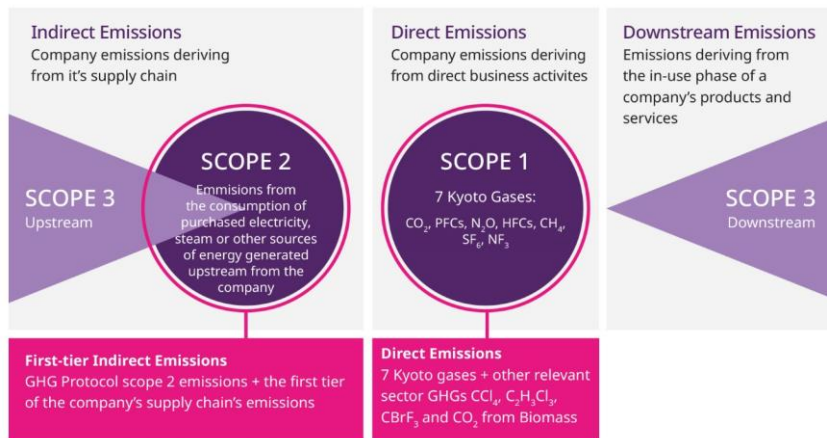 Indirect Emissions
Company emissions deriving
from it’s supply chain
SCOPE 3
Upstream
SCOPE 2
Emmisions from
the consumption of
purchased electricity,
steam or other sources
of energy generated
upstream from the
company
First-tier Indirect Emissions
GHG Protocol scope 2 emissions + the first tier
of the company’s supply chain’s emissions
Direct Emissions
Company emissions deriving
from direct business activites
SCOPE 1
7 Kyoto Gases:
CO₂, PFCs, N₂O, HFCs, CH₄,
SF₆, NF₃
Direct Emissions
7 Kyoto gases + other relevant
sector GHGs CCl₄, C₂H₃Cl₃,
CBrF₃ and CO₂ from Biomass
Downstream Emissions
Emissions deriving from
the in-use phase of a
company’s products and
services
SCOPE 3
Downstream